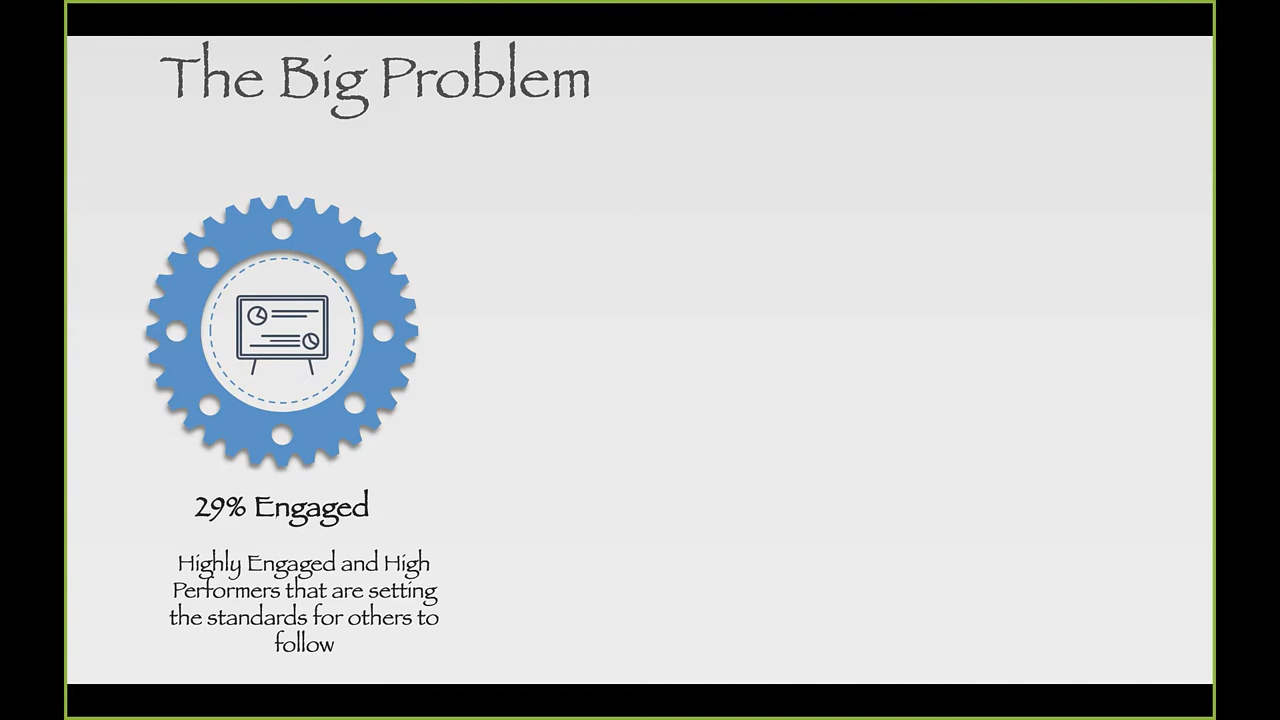 The Big Problem
29% Engaged
Highly Engaged and High
Performers that are setting
the standards for others to
follow